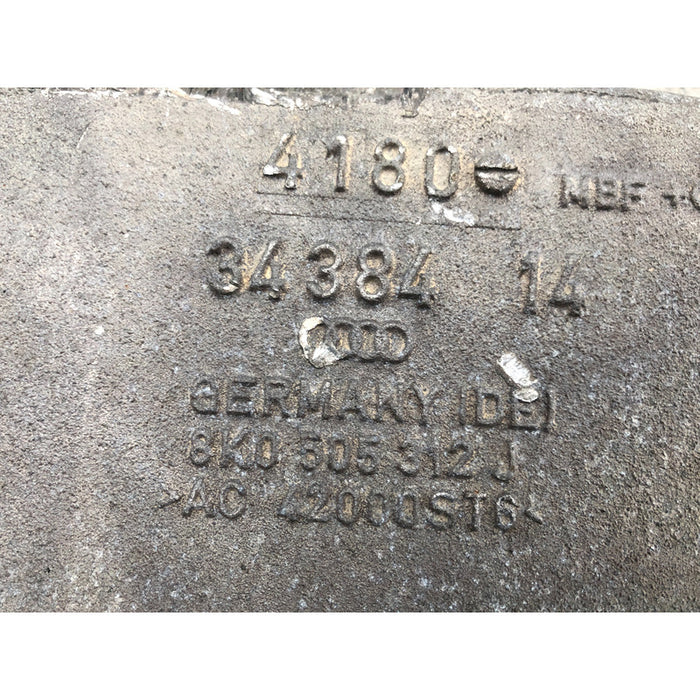 4180
34384 14
GERMANY (DE)
8K0 505 312 J
>AC 42000ST6<